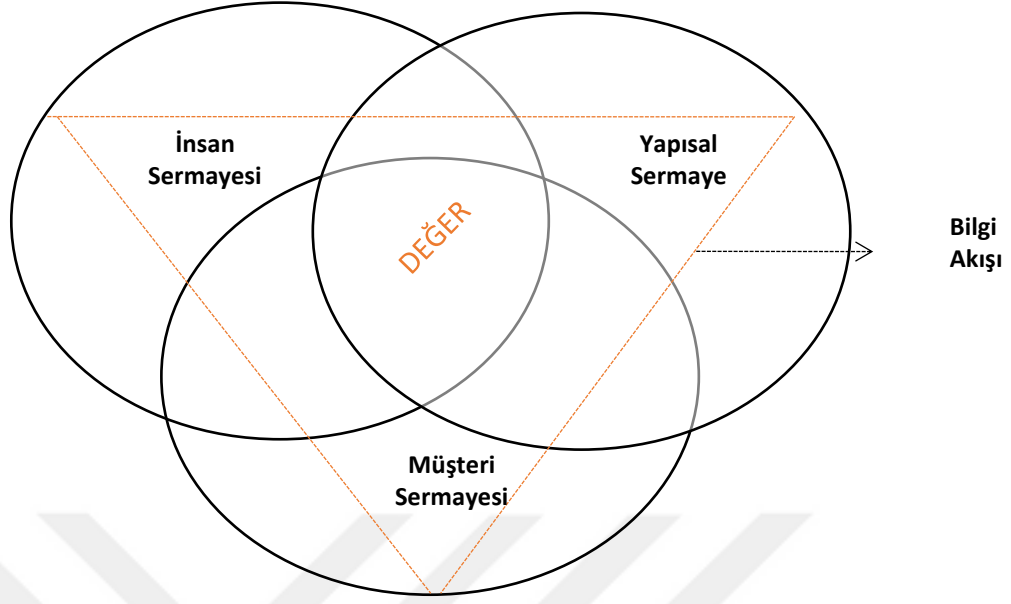 İnsan
Sermayesi
Yapısal
Sermaye
DEĞER
Bilgi
Akışı
Müşteri
Sermayesi